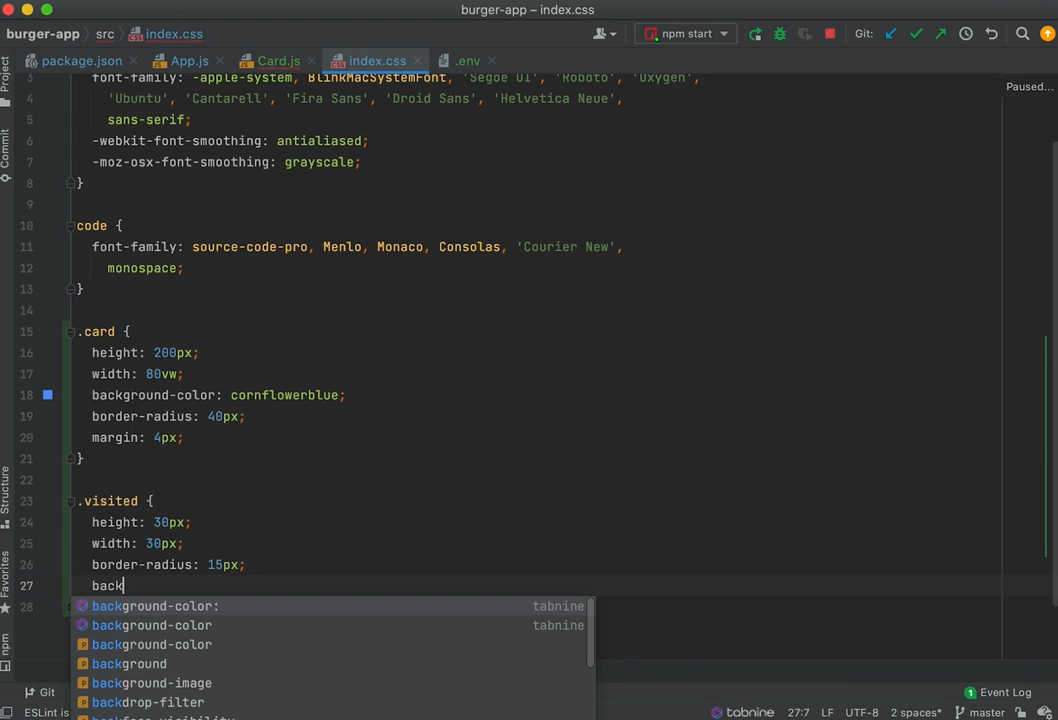 burger-app – index.css
burger-app src index.css npm start Git:
package.json App.js Card.js index.css .env
Project
Commit
Structure
Favorites
npm
Paused...
3 font-family: -apple-system, BlinkMacSystemFont, 'Segoe UI', 'Roboto', 'Oxygen',
4 'Ubuntu', 'Cantarell', 'Fira Sans', 'Droid Sans', 'Helvetica Neue',
5 sans-serif;
6 -webkit-font-smoothing: antialiased;
7 -moz-osx-font-smoothing: grayscale;
8 }
9
10 code {
11 font-family: source-code-pro, Menlo, Monaco, Consolas, 'Courier New',
12 monospace;
13 }
14
15 .card {
16 height: 200px;
17 width: 80vw;
18 background-color: cornflowerblue;
19 border-radius: 40px;
20 margin: 4px;
21 }
22
23 .visited {
24 height: 30px;
25 width: 30px;
26 border-radius: 15px;
27 back
28
background-color: tabnine
background-color tabnine
background-color
background
background-image
backdrop-filter
backface-visibility
Git 1 Event Log
ESLint is tabnine 27:7 LF UTF-8 2 spaces* master